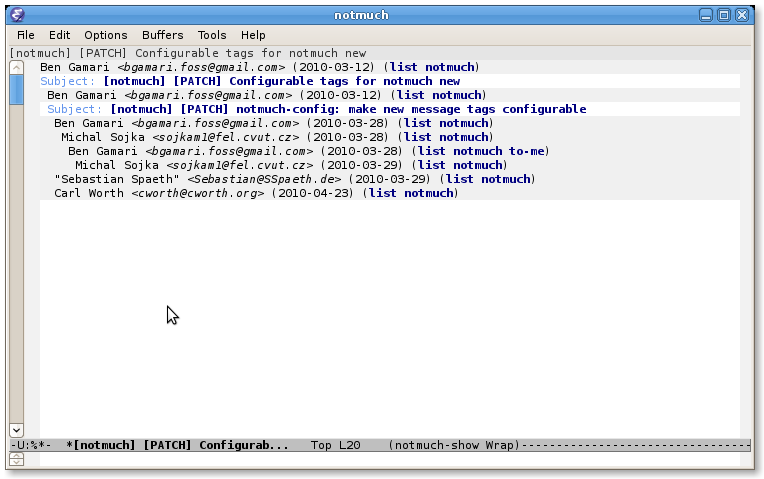 notmuch
File Edit Options Buffers Tools Help
[notmuch] [PATCH] Configurable tags for notmuch new
Ben Gamari <bgamari.foss@gmail.com> (2010-03-12) (list notmuch)
Subject: [notmuch] [PATCH] Configurable tags for notmuch new
Ben Gamari <bgamari.foss@gmail.com> (2010-03-12) (list notmuch)
Subject: [notmuch] [PATCH] notmuch-config: make new message tags configurable
Ben Gamari <bgamari.foss@gmail.com> (2010-03-28) (list notmuch)
Michal Sojka <sojkam1@fel.cvut.cz> (2010-03-28) (list notmuch)
Ben Gamari <bgamari.foss@gmail.com> (2010-03-28) (list notmuch to-me)
Michal Sojka <sojkam1@fel.cvut.cz> (2010-03-29) (list notmuch)
"Sebastian Spaeth" <Sebastian@SSpaeth.de> (2010-03-29) (list notmuch)
Carl Worth <cworth@cworth.org> (2010-04-23) (list notmuch)
-U:%*-  *[notmuch] [PATCH] Configurab...   Top L20    (notmuch-show Wrap)---------------------------------